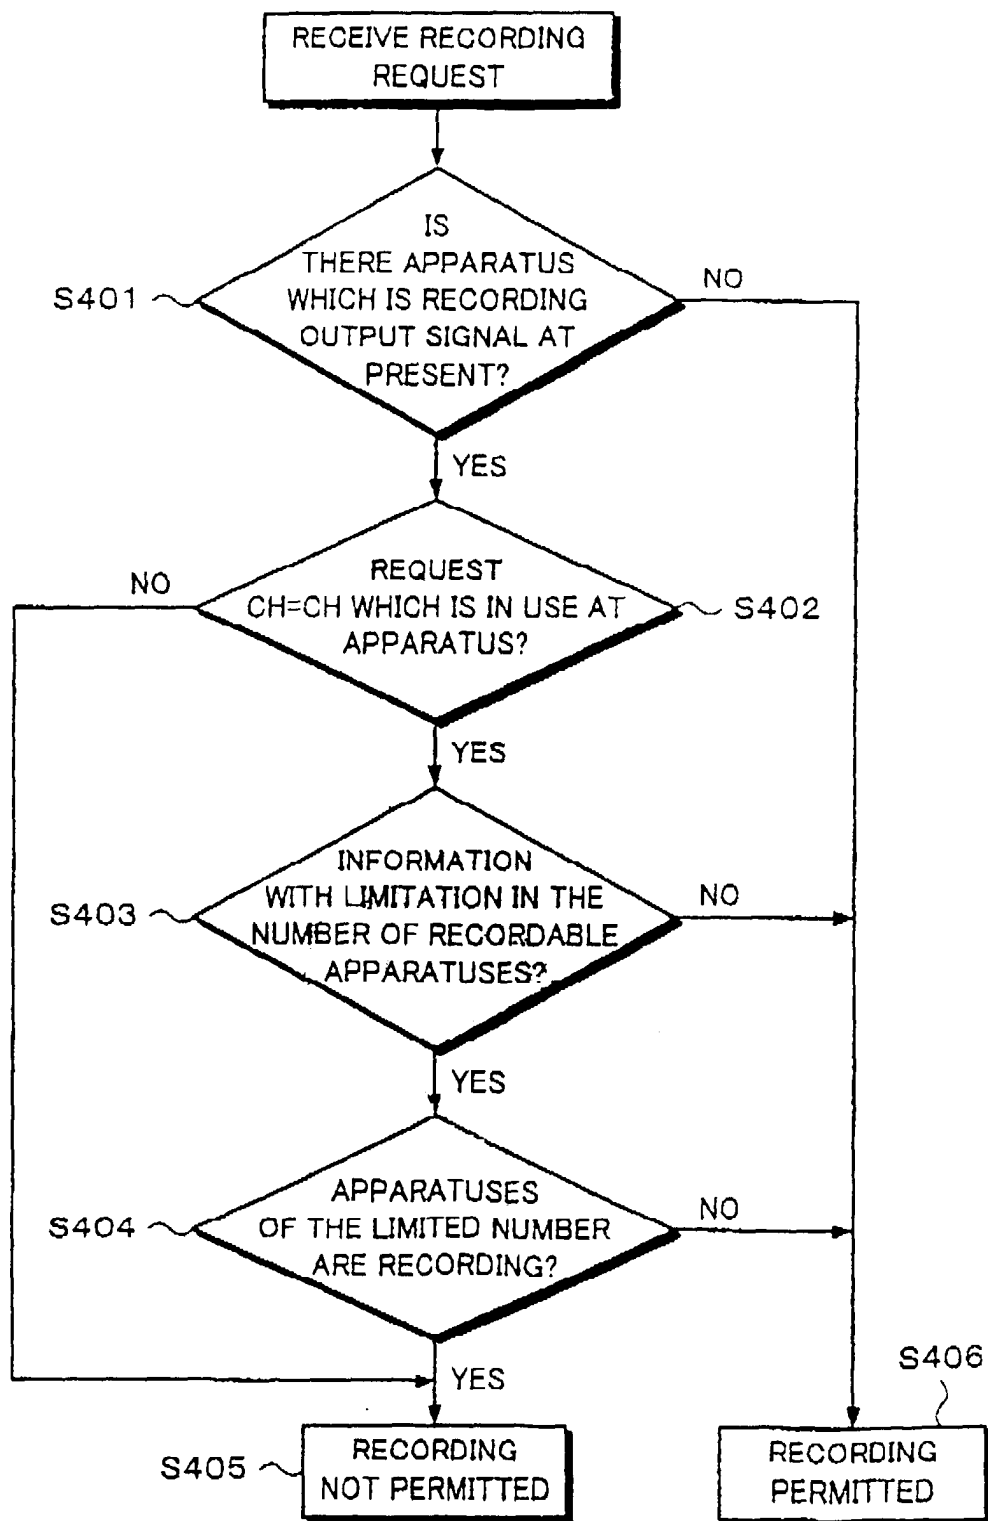 RECEIVE RECORDING
REQUEST
IS
THERE APPARATUS
WHICH IS RECORDING
OUTPUT SIGNAL AT
PRESENT?
S401
NO
YES
REQUEST
CH=CH WHICH IS IN USE AT
APPARATUS?
NO
S402
YES
INFORMATION
WITH LIMITATION IN THE
NUMBER OF RECORDABLE
APPARATUSES?
S403
NO
YES
APPARATUSES
OF THE LIMITED NUMBER
ARE RECORDING?
S404
NO
YES
S406
S405
RECORDING
NOT PERMITTED
RECORDING
PERMITTED